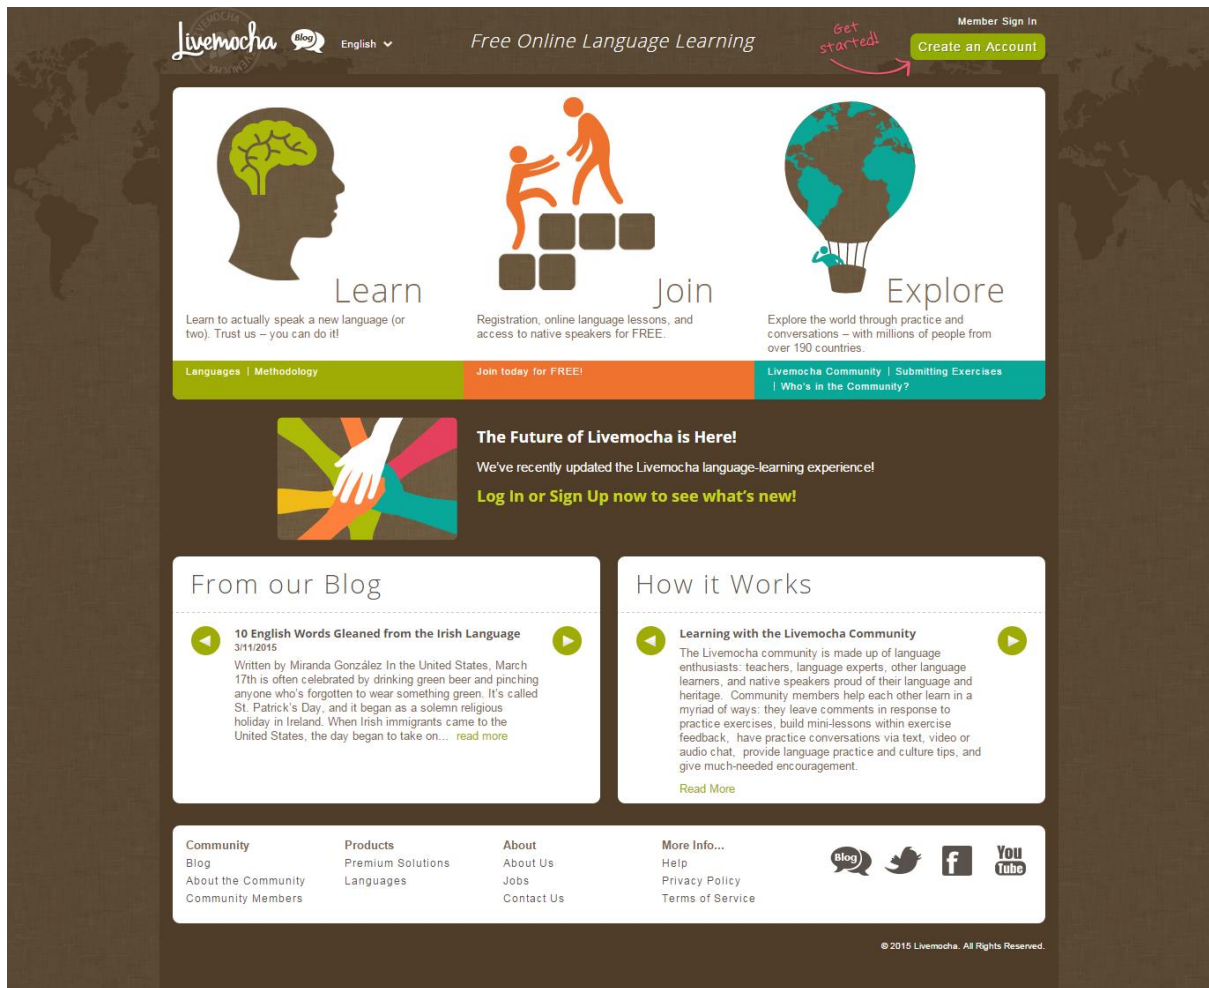 Livemocha
Blog
English
Free Online Language Learning
Get
started!
Member Sign In
Create an Account
Learn
Learn to actually speak a new language (or
two). Trust us – you can do it!
Languages | Methodology
Join
Registration, online language lessons, and
access to native speakers for FREE.
Join today for FREE!
Explore
Explore the world through practice and
conversations – with millions of people from
over 190 countries.
Livemocha Community | Submitting Exercises
| Who's in the Community?
The Future of Livemocha is Here!
We've recently updated the Livemocha language-learning experience!
Log In or Sign Up now to see what's new!
From our Blog
10 English Words Gleaned from the Irish Language
3/11/2015
Written by Miranda González In the United States, March
17th is often celebrated by drinking green beer and pinching
anyone who's forgotten to wear something green. It's called
St. Patrick's Day, and it began as a solemn religious
holiday in Ireland. When Irish immigrants came to the
United States, the day began to take on... read more
How it Works
Learning with the Livemocha Community
The Livemocha community is made up of language
enthusiasts: teachers, language experts, other language
learners, and native speakers proud of their language and
heritage. Community members help each other learn in a
myriad of ways: they leave comments in response to
practice exercises, build mini-lessons within exercise
feedback, have practice conversations via text, video or
audio chat, provide language practice and culture tips, and
give much-needed encouragement.
Read More
Community
Blog
About the Community
Community Members
Products
Premium Solutions
Languages
About
About Us
Jobs
Contact Us
More Info...
Help
Privacy Policy
Terms of Service
Blog
f
You
Tube
© 2015 Livemocha. All Rights Reserved.